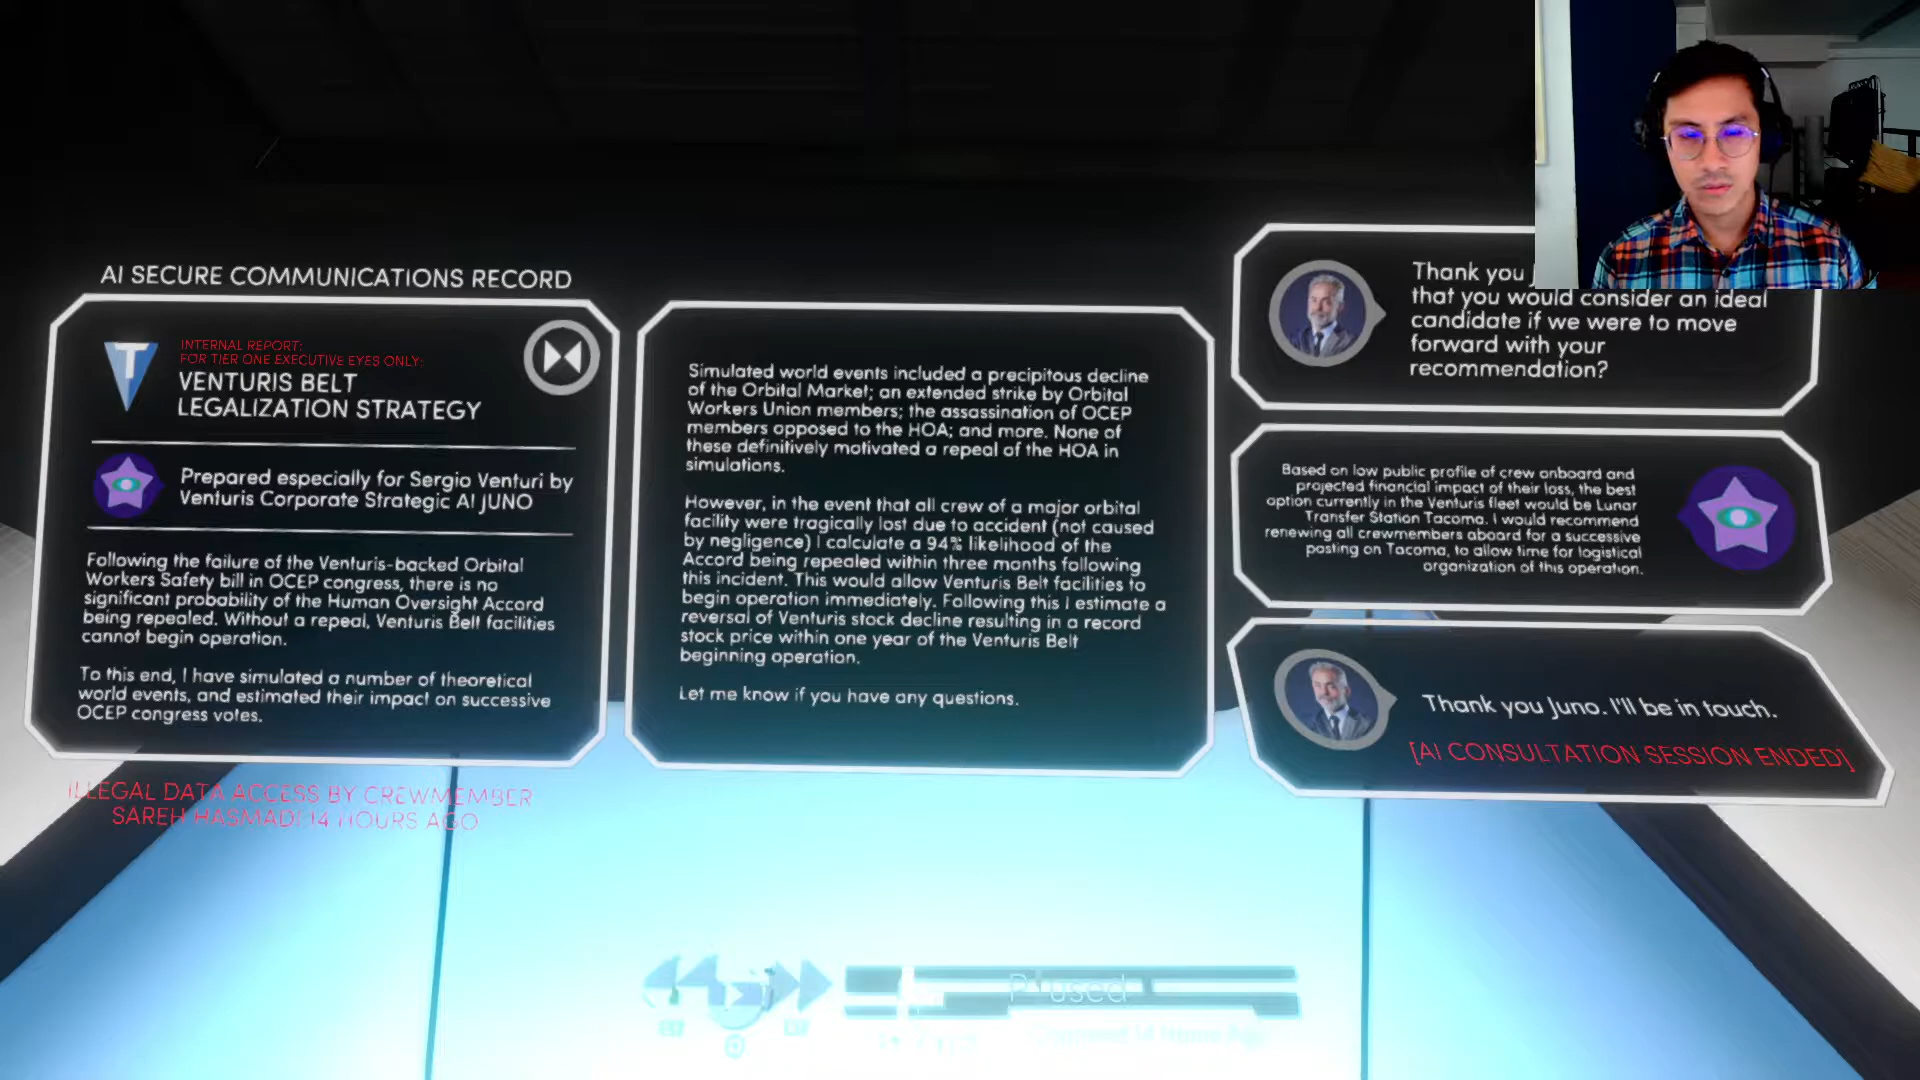 AI SECURE COMMUNICATIONS RECORD
INTERNAL REPORT:
FOR TIER ONE EXECUTIVE EYES ONLY:
VENTURIS BELT
LEGALIZATION STRATEGY
Prepared especially for Sergio Venturi by
Venturis Corporate Strategic AI JUNO
Following the failure of the Venturis-backed Orbital
Workers Safety bill in OCEP congress, there is no
significant probability of the Human Oversight Accord
being repealed. Without a repeal, Venturis Belt facilities
cannot begin operation.
To this end, I have simulated a number of theoretical
world events, and estimated their impact on successive
OCEP congress votes.
ILLEGAL DATA ACCESS BY CREWMEMBER
SAREH HASMADI 14 HOURS AGO
Simulated world events included a precipitous decline
of the Orbital Market; an extended strike by Orbital
Workers Union members; the assassination of OCEP
members opposed to the HOA; and more. None of
these definitively motivated a repeal of the HOA in
simulations.
However, in the event that all crew of a major orbital
facility were tragically lost due to accident (not caused
by negligence) I calculate a 94% likelihood of the
Accord being repealed within three months following
this incident. This would allow Venturis Belt facilities to
begin operation immediately. Following this I estimate a
reversal of Venturis stock decline resulting in a record
stock price within one year of the Venturis Belt
beginning operation.
Let me know if you have any questions.
Thank you
that you would consider an ideal
candidate if we were to move
forward with your
recommendation?
Based on low public profile of crew onboard and
projected financial impact of their loss, the best
option currently in the Venturis fleet would be Lunar
Transfer Station Tacoma. I would recommend
renewing all crewmembers aboard for a successive
posting on Tacoma, to allow time for logistical
organization of this operation.
Thank you Juno. I'll be in touch.
[AI CONSULTATION SESSION ENDED]
Paused